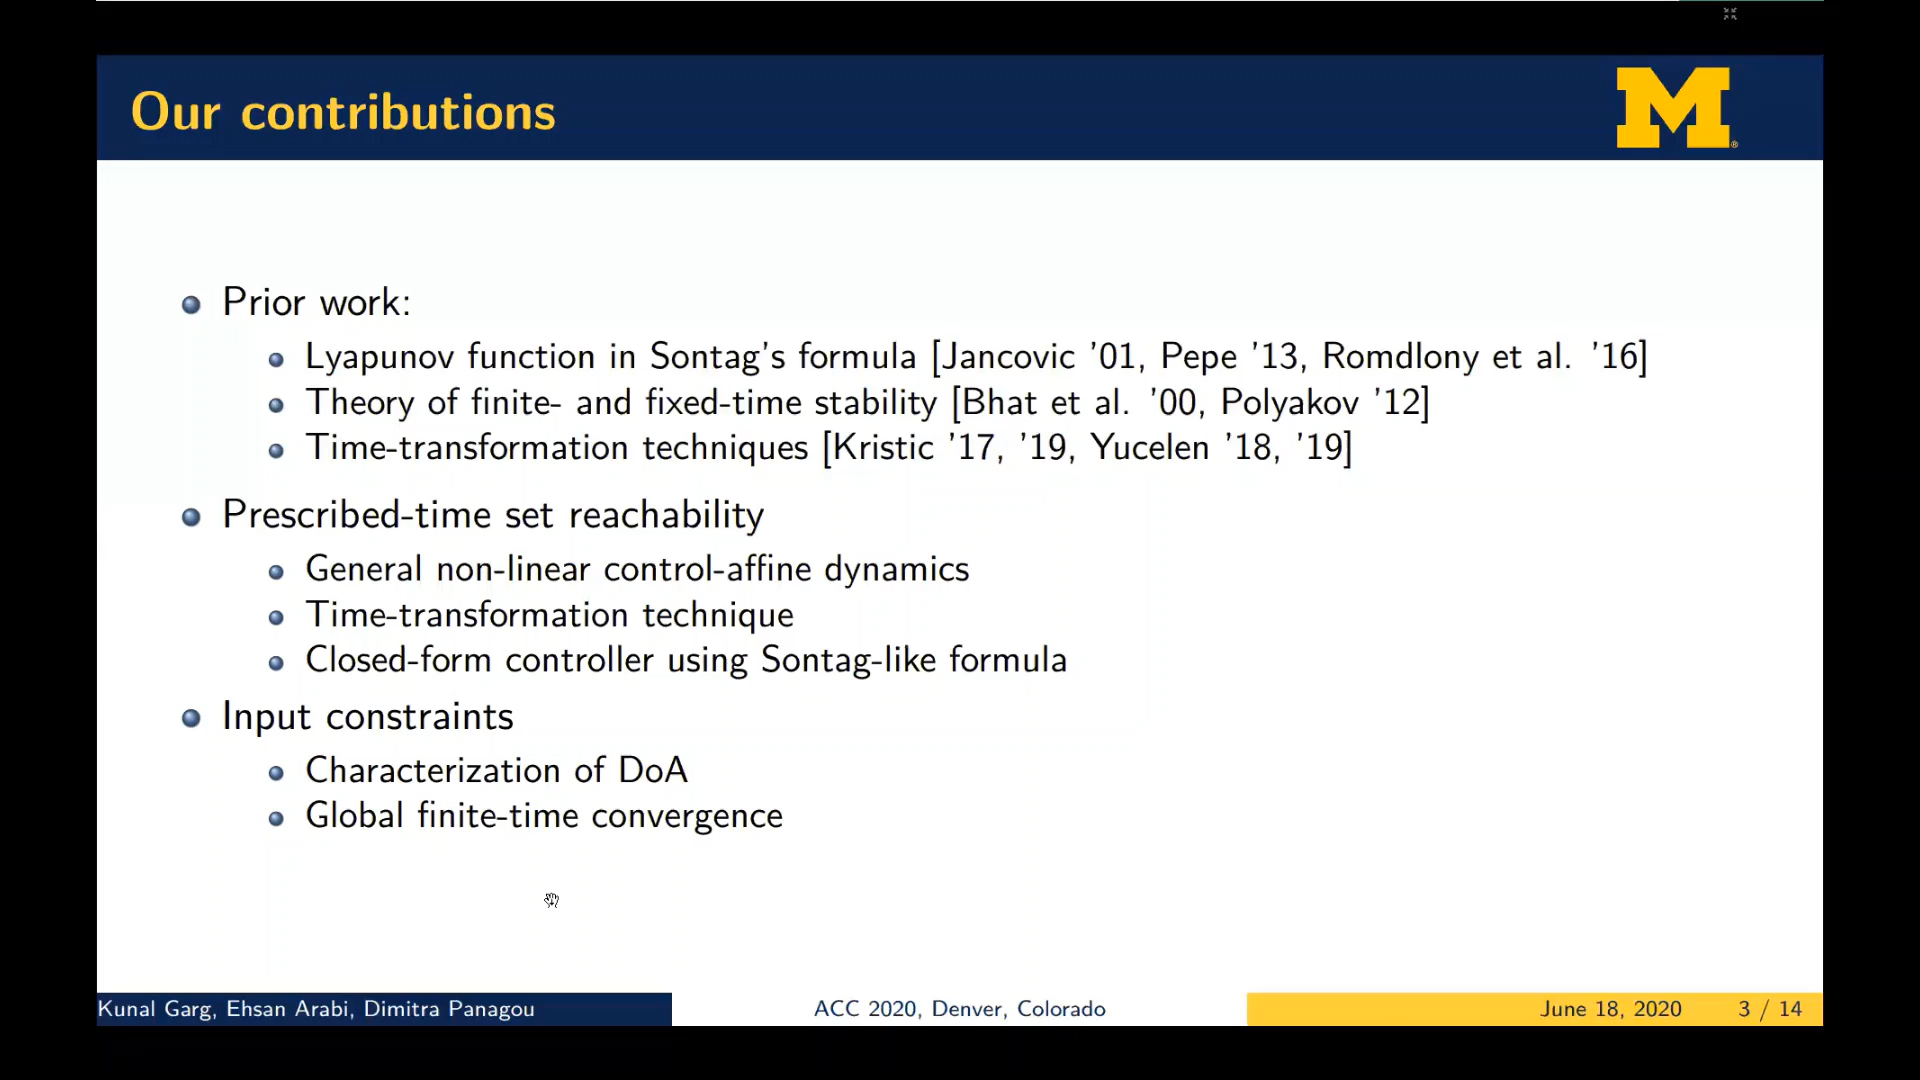 Our contributions
M
Prior work:
Lyapunov function in Sontag's formula [Jancovic '01, Pepe '13, Romdlony et al. '16]
Theory of finite- and fixed-time stability [Bhat et al. '00, Polyakov '12]
Time-transformation techniques [Kristic '17, '19, Yucelen '18, '19]
Prescribed-time set reachability
General non-linear control-affine dynamics
Time-transformation technique
Closed-form controller using Sontag-like formula
Input constraints
Characterization of DoA
Global finite-time convergence
Kunal Garg, Ehsan Arabi, Dimitra Panagou
ACC 2020, Denver, Colorado
June 18, 2020 3 / 14